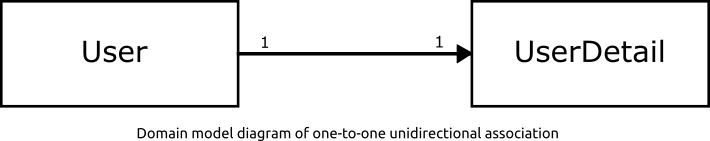 User 1 1 UserDetail
Domain model diagram of one-to-one unidirectional association